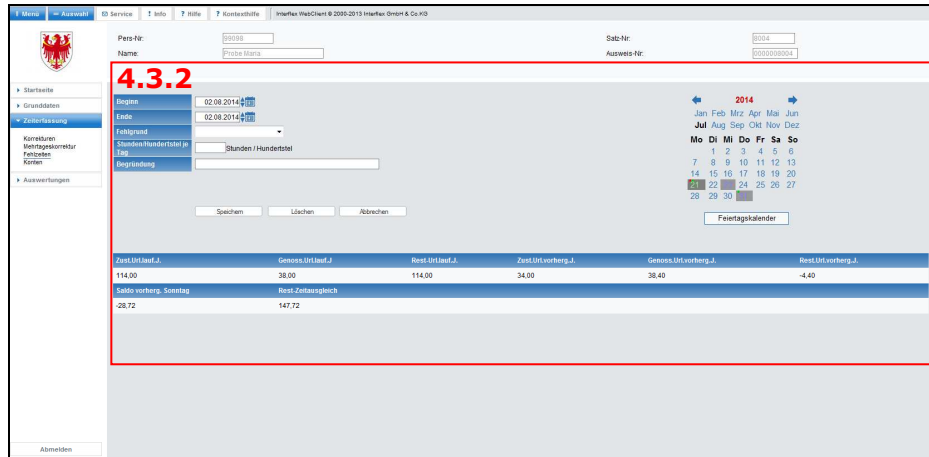 Menü Auswahl Service ! Info ? Hilfe ? Kontexthilfe Interflex WebClient © 2000-2013 Interflex GmbH & Co.KG
Pers-Nr: 99098 Satz-Nr: 8004
Name: Probe Maria Ausweis-Nr: 0000008004
4.3.2
Startseite
Grunddaten
Zeiterfassung
Korrekturen
Mehrtageskorrektur
Fehlzeiten
Konten
Auswertungen
Beginn 02.08.2014
Ende 02.08.2014
Fehlgrund
Stunden/Hundertstel je Tag Stunden / Hundertstel
Begründung
Speichern Löschen Abbrechen
2014
Jan Feb Mrz Apr Mai Jun
Jul Aug Sep Okt Nov Dez
Mo Di Mi Do Fr Sa So
1 2 3 4 5 6
7 8 9 10 11 12 13
14 15 16 17 18 19 20
21 22 23 24 25 26 27
28 29 30 31
Feiertagskalender
Zust.Url.lauf.J. Genoss.Url.lauf.J Rest-Url.lauf.J. Zust.Url.vorherg.J. Genoss.Url.vorherg.J. Rest.Url.vorherg.J.
114,00 38,00 114,00 34,00 38,40 -4,40
Saldo vorherg. Sonntag Rest-Zeitausgleich
-28,72 147,72
Abmelden